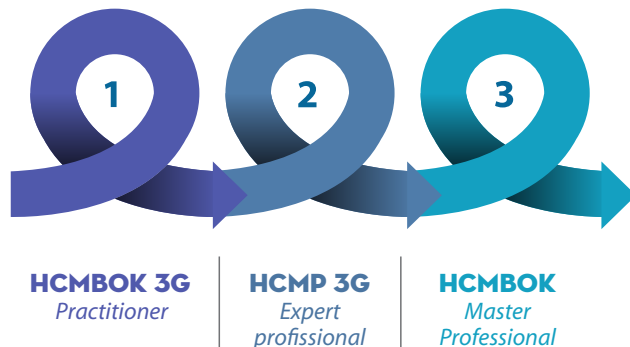 1
2
3
HCMBOK 3G
Practitioner
HCMP 3G
Expert
profissional
HCMBOK
Master
Professional